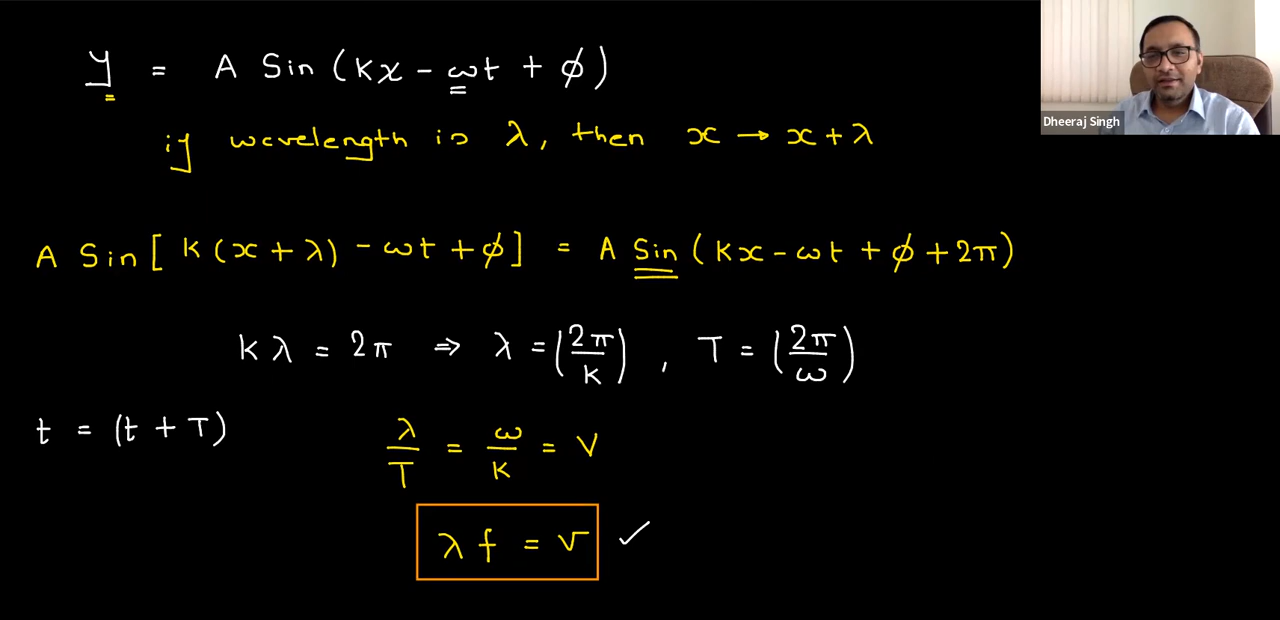 y = A Sin (kx - ωt + ϕ)
Dheeraj Singh
if wavelength is λ, then x → x + λ
A Sin [ k (x + λ) - ωt + ϕ ] = A Sin (kx - ωt + ϕ + 2π)
kλ = 2π ⇒ λ = (2π/k) , T = (2π/ω)
t = (t + T)
λ/T = ω/k = v
λ f = v ✓